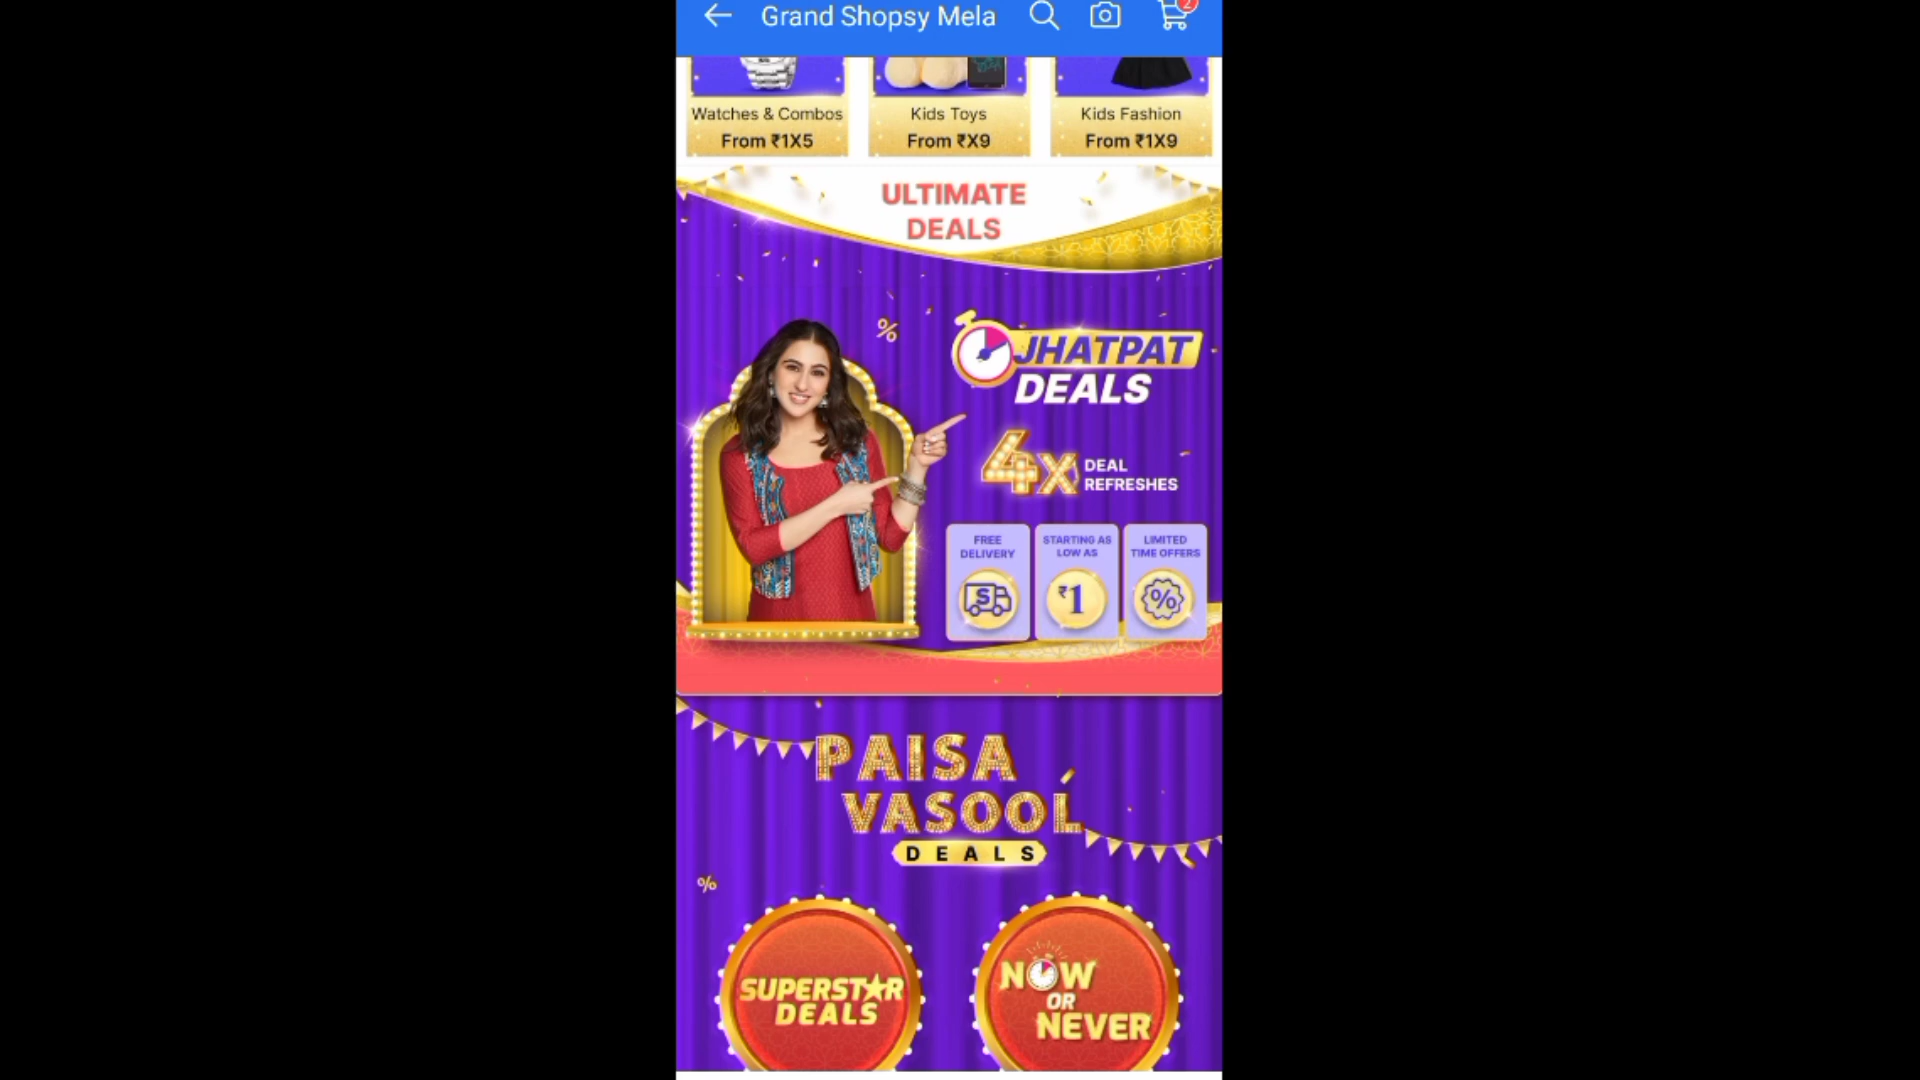 Grand Shopsy Mela
2
Watches & Combos
From ₹1X5
Kids Toys
From ₹X9
Kids Fashion
From ₹1X9
ULTIMATE
DEALS
%
JHATPAT
DEALS
4X DEAL
REFRESHES
FREE
DELIVERY
S
STARTING AS
LOW AS
₹1
LIMITED
TIME OFFERS
%
PAISA
VASOOL
DEALS
%
SUPERSTAR
DEALS
NOW
OR
NEVER